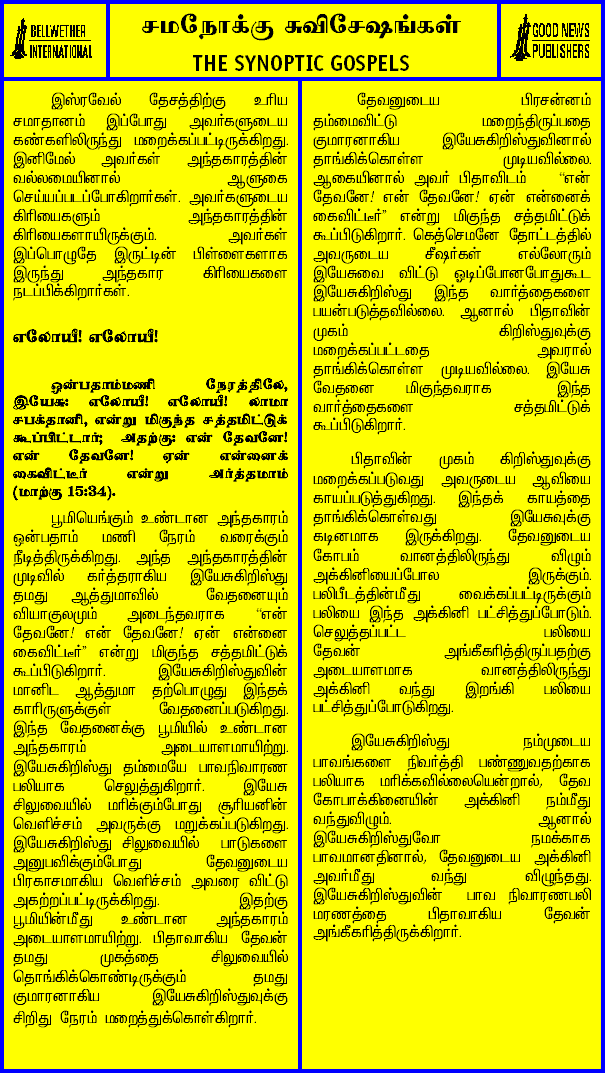 BELLWETHER
INTERNATIONAL
சமநோக்கு சுவிசேஷங்கள்
THE SYNOPTIC GOSPELS
GOOD NEWS
PUBLISHERS
இஸ்ரவேல் தேசத்திற்கு உரிய
சமாதானம் இப்போது அவர்களுடைய
கண்களிலிருந்து மறைக்கப்பட்டிருக்கிறது.
இனிமேல் அவர்கள் அந்தகாரத்தின்
வல்லமையினால் ஆளுகை
செய்யப்படப்போகிறார்கள். அவர்களுடைய
கிரியைகளும் அந்தகாரத்தின்
கிரியைகளாயிருக்கும். அவர்கள்
இப்பொழுதே இருட்டின் பிள்ளைகளாக
இருந்து அந்தகார கிரியைகளை
நடப்பிக்கிறார்கள்.
எலோயீ! எலோயீ!
ஒன்பதாம்மணி நேரத்திலே,
இயேசு: எலோயீ! எலோயீ! லாமா
சபக்தானி, என்று மிகுந்த சத்தமிட்டுக்
கூப்பிட்டார்; அதற்கு: என் தேவனே!
என் தேவனே! ஏன் என்னைக்
கைவிட்டீர் என்று அர்த்தமாம்
(மாற்கு 15:34).
பூமியெங்கும் உண்டான அந்தகாரம்
ஒன்பதாம் மணி நேரம் வரைக்கும்
நீடித்திருக்கிறது. அந்த அந்தகாரத்தின்
முடிவில் கர்த்தராகிய இயேசுகிறிஸ்து
தமது ஆத்துமாவில் வேதனையும்
வியாகுலமும் அடைந்தவராக “என்
தேவனே! என் தேவனே! ஏன் என்னை
கைவிட்டீர்” என்று மிகுந்த சத்தமிட்டுக்
கூப்பிடுகிறார். இயேசுகிறிஸ்துவின்
மானிட ஆத்துமா தற்பொழுது இந்தக்
காரிருளுக்குள் வேதனைப்படுகிறது.
இந்த வேதனைக்கு பூமியில் உண்டான
அந்தகாரம் அடையாளமாயிற்று.
இயேசுகிறிஸ்து தம்மையே பாவநிவாரண
பலியாக செலுத்துகிறார். இயேசு
சிலுவையில் மரிக்கும்போது சூரியனின்
வெளிச்சம் அவருக்கு மறுக்கப்படுகிறது.
இயேசுகிறிஸ்து சிலுவையில் பாடுகளை
அனுபவிக்கும்போது தேவனுடைய
பிரகாசமாகிய வெளிச்சம் அவரை விட்டு
அகற்றப்பட்டிருக்கிறது. இதற்கு
பூமியின்மீது உண்டான அந்தகாரம்
அடையாளமாயிற்று. பிதாவாகிய தேவன்
தமது முகத்தை சிலுவையில்
தொங்கிக்கொண்டிருக்கும் தமது
குமாரனாகிய இயேசுகிறிஸ்துவுக்கு
சிறிது நேரம் மறைத்துக்கொள்கிறார்.
தேவனுடைய பிரசன்னம்
தம்மைவிட்டு மறைந்திருப்பதை
குமாரனாகிய இயேசுகிறிஸ்துவினால்
தாங்கிக்கொள்ள முடியவில்லை.
ஆகையினால் அவர் பிதாவிடம் “என்
தேவனே! என் தேவனே! ஏன் என்னைக்
கைவிட்டீர்” என்று மிகுந்த சத்தமிட்டுக்
கூப்பிடுகிறார். கெத்செமனே தோட்டத்தில்
அவருடைய சீஷர்கள் எல்லோரும்
இயேசுவை விட்டு ஓடிப்போனபோதுகூட
இயேசுகிறிஸ்து இந்த வார்த்தைகளை
பயன்படுத்தவில்லை. ஆனால் பிதாவின்
முகம் கிறிஸ்துவுக்கு
மறைக்கப்பட்டதை அவரால்
தாங்கிக்கொள்ள முடியவில்லை. இயேசு
வேதனை மிகுந்தவராக இந்த
வார்த்தைகளை சத்தமிட்டுக்
கூப்பிடுகிறார்.
பிதாவின் முகம் கிறிஸ்துவுக்கு
மறைக்கப்படுவது அவருடைய ஆவியை
காயப்படுத்துகிறது. இந்தக் காயத்தை
தாங்கிக்கொள்வது இயேசுவுக்கு
கடினமாக இருக்கிறது. தேவனுடைய
கோபம் வானத்திலிருந்து விழும்
அக்கினியைப்போல இருக்கும்.
பலிபீடத்தின்மீது வைக்கப்பட்டிருக்கும்
பலியை இந்த அக்கினி பட்சித்துப்போடும்.
செலுத்தப்பட்ட பலியை
தேவன் அங்கீகரித்திருப்பதற்கு
அடையாளமாக வானத்திலிருந்து
அக்கினி வந்து இறங்கி பலியை
பட்சித்துப்போடுகிறது.
இயேசுகிறிஸ்து நம்முடைய
பாவங்களை நிவர்த்தி பண்ணுவதற்காக
பலியாக மரிக்கவில்லையென்றால், தேவ
கோபாக்கினையின் அக்கினி நம்மீது
வந்துவிழும். ஆனால்
இயேசுகிறிஸ்துவோ நமக்காக
பாவமானதினால், தேவனுடைய அக்கினி
அவர்மீது வந்து விழுந்தது.
இயேசுகிறிஸ்துவின் பாவ நிவாரணபலி
மரணத்தை பிதாவாகிய தேவன்
அங்கீகரித்திருக்கிறார்.